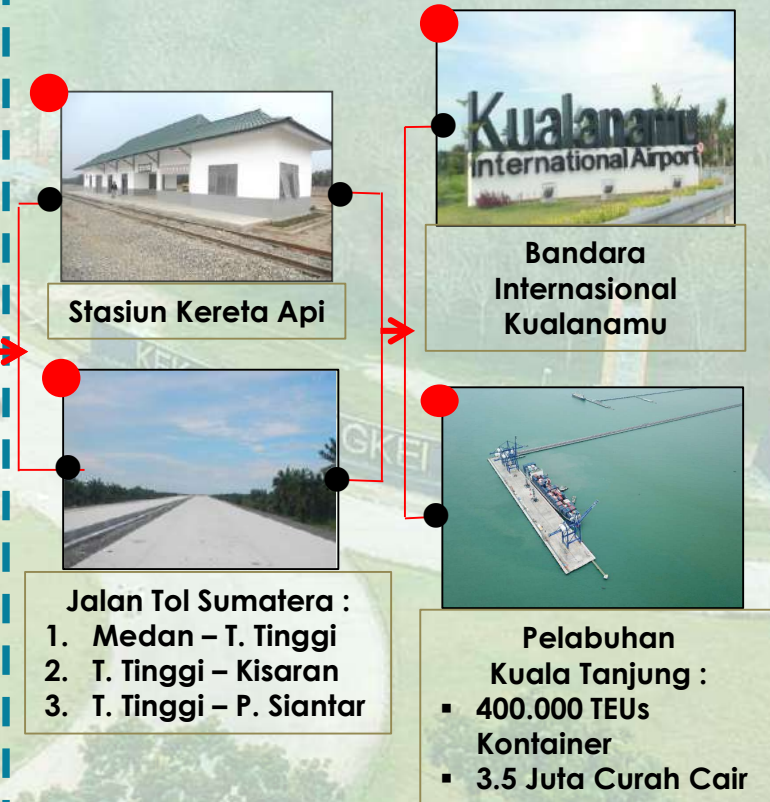 Kualanamu
International Airport
Stasiun Kereta Api
Bandara
Internasional
Kualanamu
Jalan Tol Sumatera :
1. Medan – T. Tinggi
2. T. Tinggi – Kisaran
3. T. Tinggi – P. Siantar
Pelabuhan
Kuala Tanjung :
▪ 400.000 TEUs
Kontainer
▪ 3.5 Juta Curah Cair